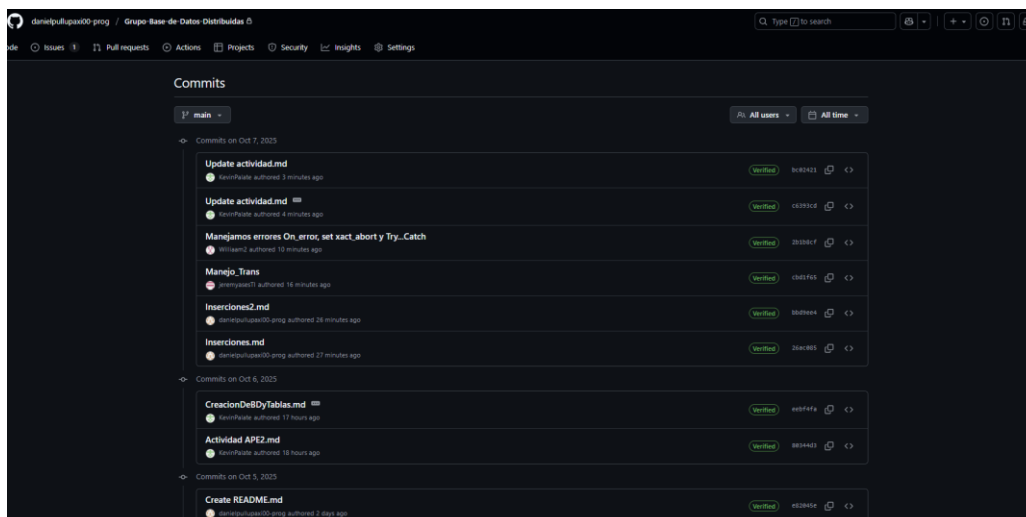 danielpullupaxi00-prog / Grupo-Base-de-Datos-Distribuidas
Type / to search
ode Issues 1 Pull requests Actions Projects Security Insights Settings
Commits
main All users All time
Commits on Oct 7, 2025
Update actividad.md
KevinPalate authored 3 minutes ago
Verified bc02421
Update actividad.md
KevinPalate authored 4 minutes ago
Verified c6393cd
Manejamos errores On_error, set xact_abort y Try...Catch
William2 authored 10 minutes ago
Verified
Manejo_Trans
authored 16 minutes ago
Verified cbd1f65
Inserciones2.md
danielpullupaxi00-prog authored 26 minutes ago
Verified
Inserciones.md
danielpullupaxi00-prog authored 27 minutes ago
Verified
Commits on Oct 6, 2025
CreacionDeBDyTablas.md
KevinPalate authored 17 hours ago
Verified
Actividad APE2.md
KevinPalate authored 18 hours ago
Verified
Commits on Oct 5, 2025
Create README.md
danielpullupaxi00-prog authored 2 days ago
Verified